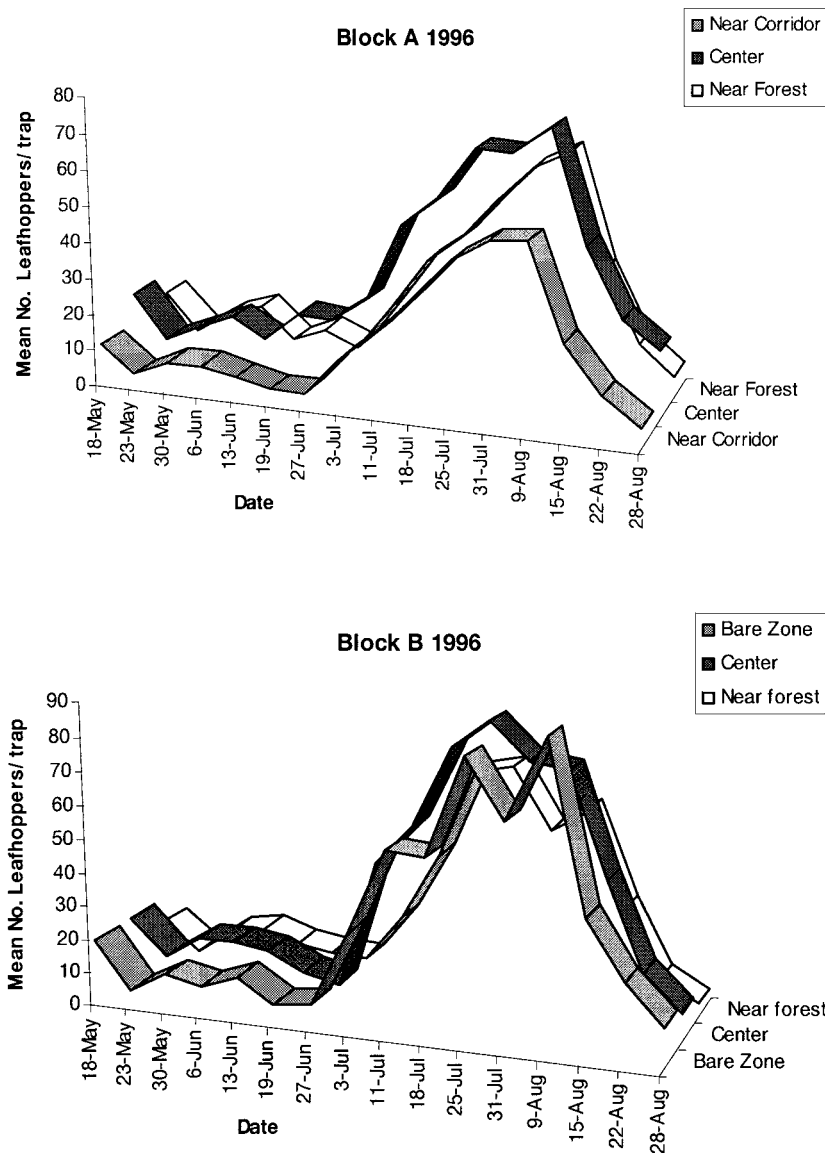 Block A 1996
Near Corridor
Center
Near Forest
Mean No. Leafhoppers/ trap
80
70
60
50
40
30
20
10
0
18-May
23-May
30-May
6-Jun
13-Jun
19-Jun
27-Jun
3-Jul
11-Jul
18-Jul
25-Jul
31-Jul
9-Aug
15-Aug
22-Aug
28-Aug
Near Forest
Center
Near Corridor
Date
Block B 1996
Bare Zone
Center
Near forest
Mean No. Leafhoppers/ trap
90
80
70
60
50
40
30
20
10
0
18-May
23-May
30-May
6-Jun
13-Jun
19-Jun
27-Jun
3-Jul
11-Jul
18-Jul
25-Jul
31-Jul
9-Aug
15-Aug
22-Aug
28-Aug
Near forest
Center
Bare Zone
Date